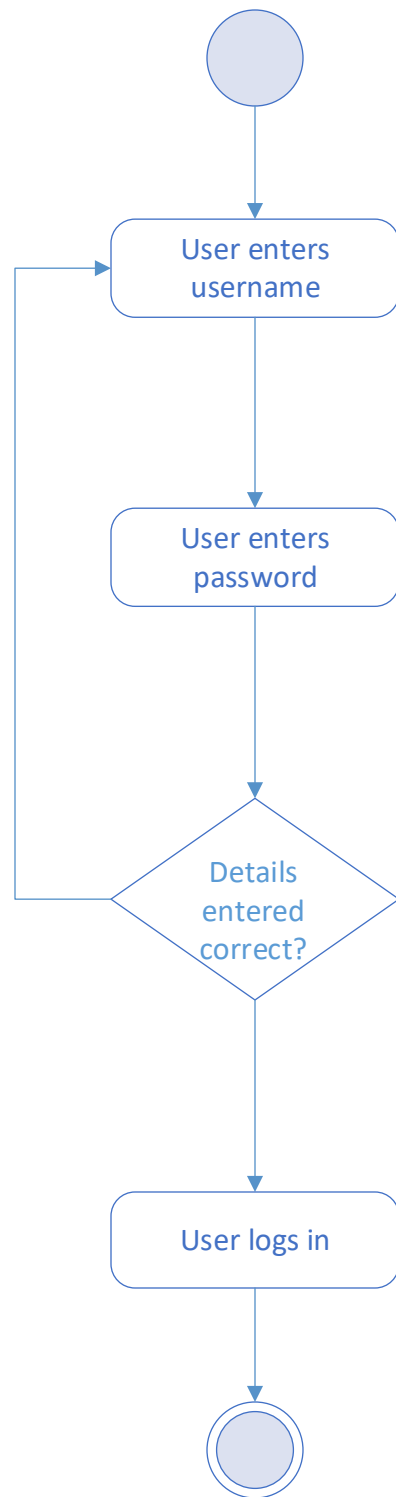 User enters
username
User enters
password
Details
entered
correct?
User logs in